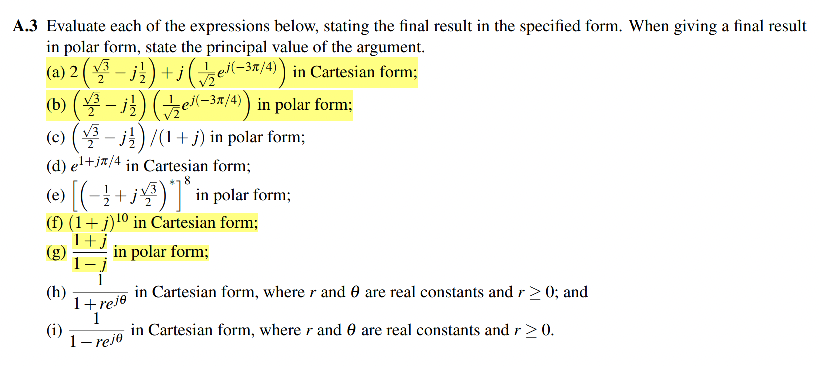 A.3 Evaluate each of the expressions below, stating the final result in the specified form. When giving a final result
in polar form, state the principal value of the argument.
(a) 2(√3/2 − j1/2) + j(1/√2 e^{j(−3π/4)}) in Cartesian form;
(b) (√3/2 − j1/2)(1/√2 e^{j(−3π/4)}) in polar form;
(c) (√3/2 − j1/2)/(1+j) in polar form;
(d) e^{1+jπ/4} in Cartesian form;
(e) [(−1/2 + j√3/2)^*]^8 in polar form;
(f) (1+j)^{10} in Cartesian form;
(g) (1+j)/(1−j) in polar form;
(h) 1/(1+re^{jθ}) in Cartesian form, where r and θ are real constants and r ≥ 0; and
(i) 1/(1−re^{jθ}) in Cartesian form, where r and θ are real constants and r ≥ 0.